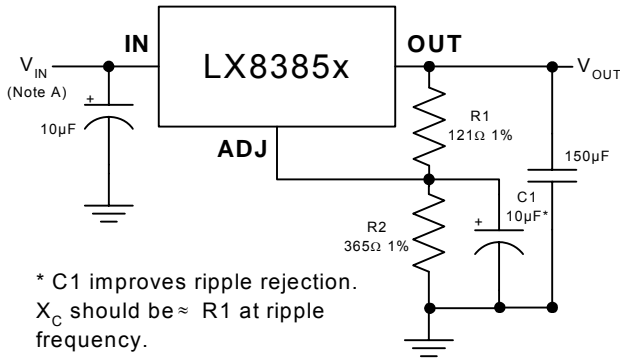 IN
LX8385x
OUT
V_IN
(Note A)
+
10µF
ADJ
V_OUT
R1
121Ω 1%
150µF
C1
10µF*
+
R2
365Ω 1%
* C1 improves ripple rejection.
X_C should be ≈ R1 at ripple
frequency.